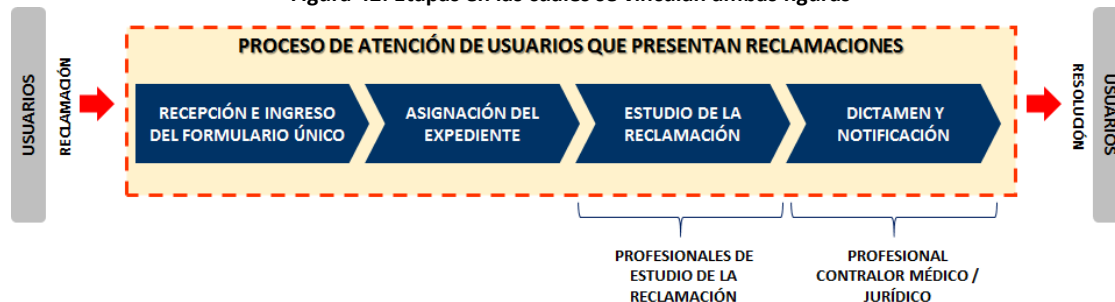 PROCESO DE ATENCIÓN DE USUARIOS QUE PRESENTAN RECLAMACIONES
USUARIOS
RECLAMACIÓN
RECEPCIÓN E INGRESO
DEL FORMULARIO ÚNICO
ASIGNACIÓN DEL
EXPEDIENTE
ESTUDIO DE LA
RECLAMACIÓN
DICTAMEN Y
NOTIFICACIÓN
RESOLUCIÓN
USUARIOS
PROFESIONALES DE
ESTUDIO DE LA
RECLAMACIÓN
PROFESIONAL
CONTRALOR MÉDICO /
JURÍDICO